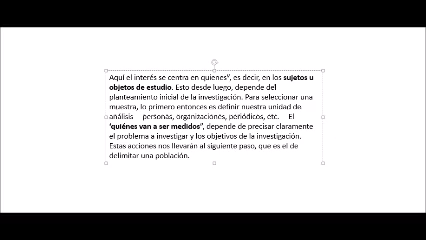 Aquí el interés se centra en quienes", es decir, en los sujetos u
objetos de estudio. Esto desde luego, depende del
planteamiento inicial de la investigación. Para seleccionar una
muestra, lo primero entonces es definir nuestra unidad de
análisis personas, organizaciones, periódicos, etc. El
"quiénes van a ser medidos", depende de precisar claramente
el problema a investigar y los objetivos de la investigación.
Estas acciones nos llevarán al siguiente paso, que es el de
delimitar una población.